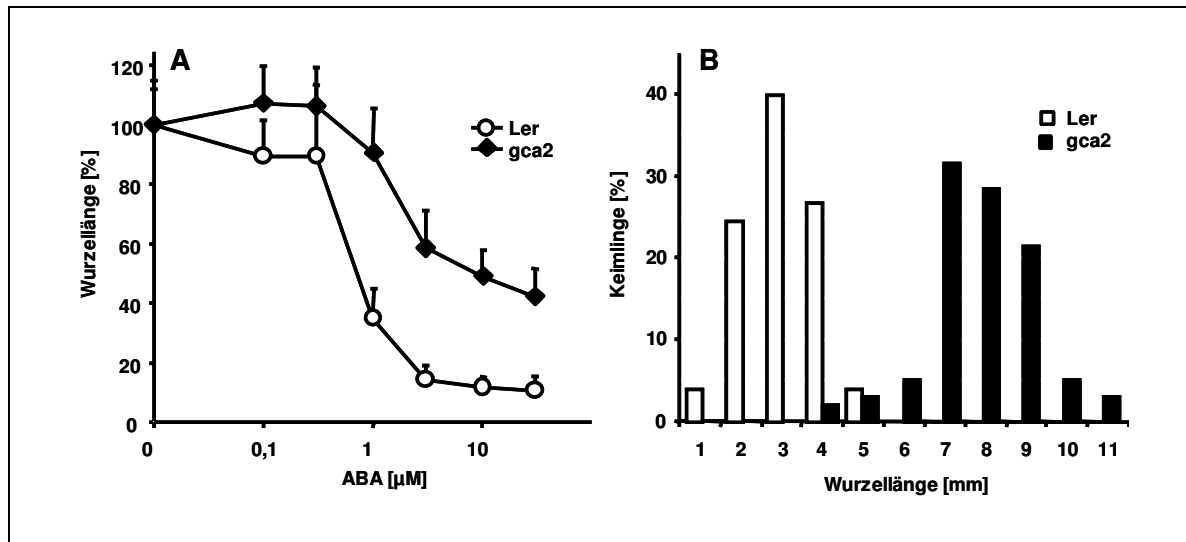 A
Wurzellänge [%]
120
100
80
60
40
20
0
0 0,1 1 10
ABA [µM]
Ler
gca2
B
Keimlinge [%]
40
30
20
10
0
1 2 3 4 5 6 7 8 9 10 11
Wurzellänge [mm]
Ler
gca2